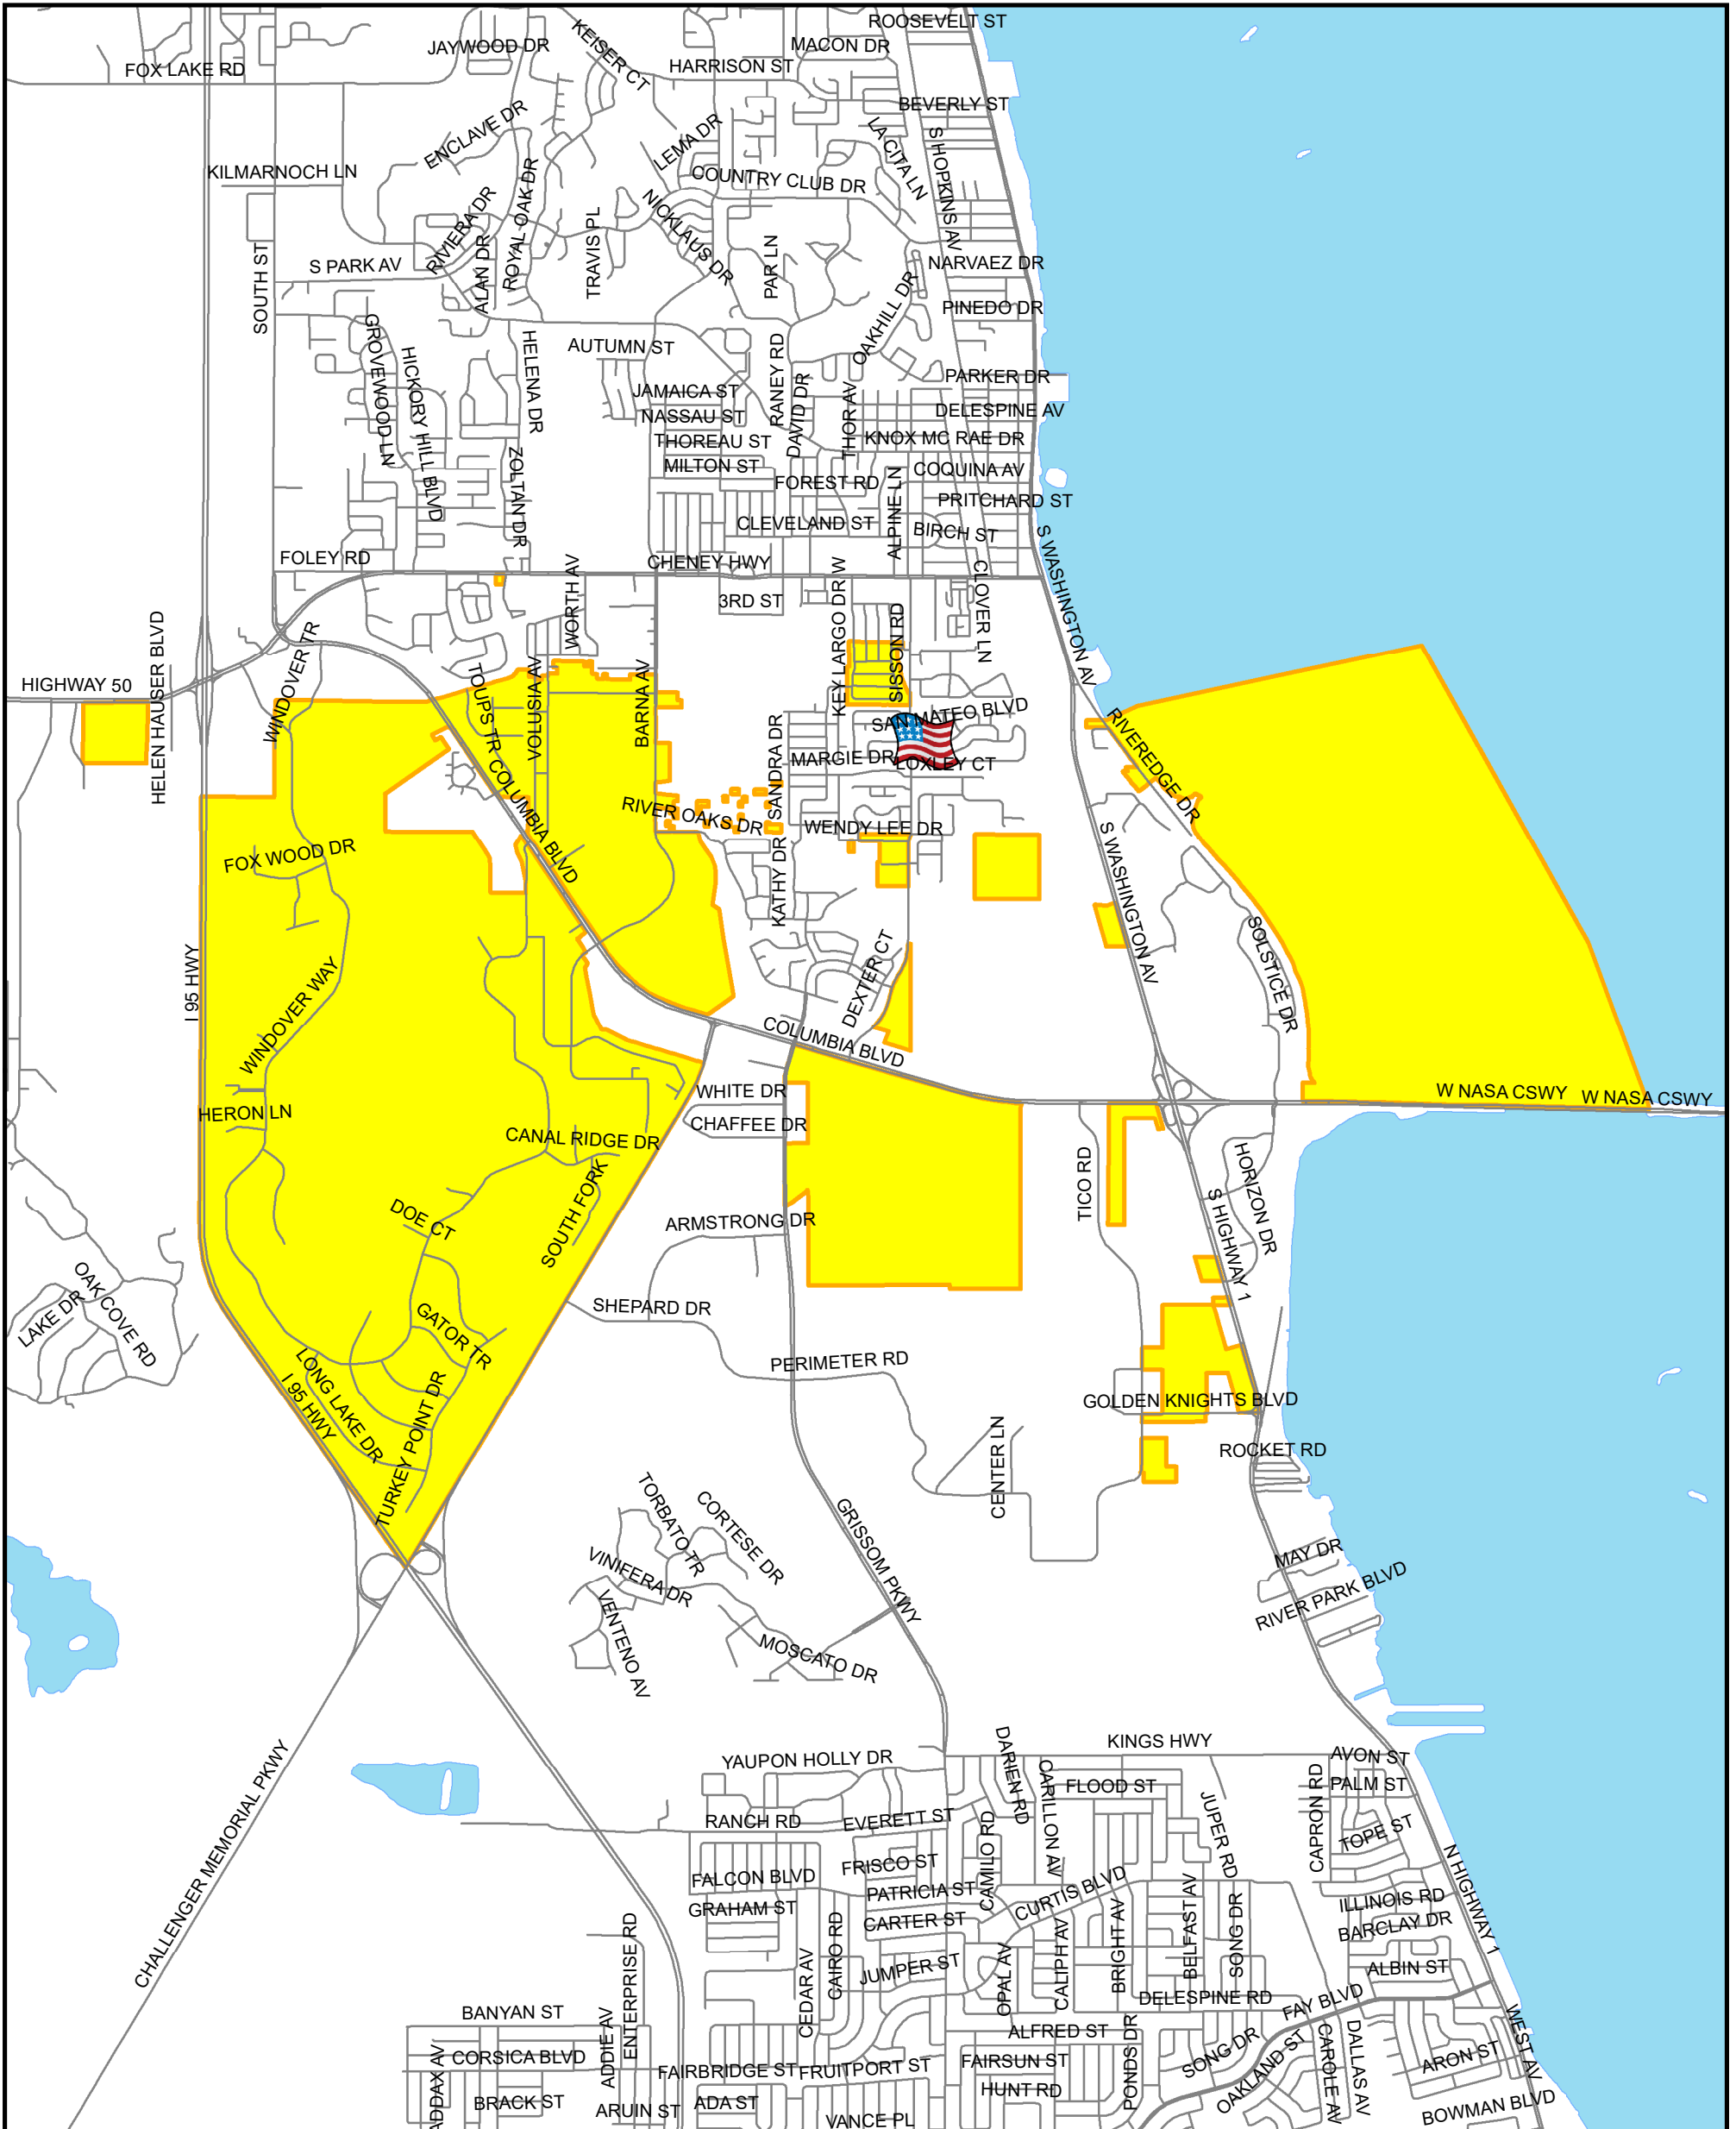 ROOSEVELT ST
JAYWOOD DR
KEISER CT
MACON DR
FOX LAKE RD
HARRISON ST
BEVERLY ST
ENCLAVE DR
LEMA DR
LA CITA LN
S HOPKINS AV
KILMARNOCH LN
COUNTRY CLUB DR
RIVIERA DR
ROYAL OAK DR
NICKLAUS DR
TRAVIS PL
PAR LN
SOUTH ST
S PARK AV
ALAN DR
NARVAEZ DR
OAKHILL DR
PINEDO DR
GROVEWOOD LN
HICKORY HILL BLVD
HELENA DR
AUTUMN ST
RANEY RD
PARKER DR
JAMAICA ST
DAVID DR
THOR AV
NASSAU ST
DELESPINE AV
THOREAU ST
KNOX MC RAE DR
MILTON ST
COQUINA AV
ZOLTAN DR
FOREST RD
ALPINE LN
PRITCHARD ST
CLEVELAND ST
BIRCH ST
S WASHINGTON AV
FOLEY RD
CHENEY HWY
WORTH AV
KEY LARGO DR W
CLOVER LN
3RD ST
SISSON RD
HELEN HAUSER BLVD
WINDOVER TR
HIGHWAY 50
TOUPS TR
VOLUSIA AV
BARNA AV
SAN MATEO BLVD
RIVEREDGE DR
SANDRA DR
MARGIE DR
LOXLEY CT
COLUMBIA BLVD
RIVER OAKS DR
WENDY LEE DR
FOX WOOD DR
KATHY DR
S WASHINGTON AV
SOLSTICE DR
I 95 HWY
WINDOVER WAY
DEXTER CT
COLUMBIA BLVD
WHITE DR
W NASA CSWY
W NASA CSWY
HERON LN
CHAFFEE DR
CANAL RIDGE DR
TICO RD
HORIZON DR
SOUTH FORK
DOE CT
ARMSTRONG DR
S HIGHWAY 1
OAK COVE RD
LAKE DR
SHEPARD DR
GATOR TR
PERIMETER RD
LONG LAKE DR
I 95 HWY
TURKEY POINT DR
GOLDEN KNIGHTS BLVD
CENTER LN
ROCKET RD
TORBATO TR
CORTESE DR
GRISSOM PKWY
MAY DR
VINIFERA DR
RIVER PARK BLVD
VENTENO AV
MOSCATO DR
KINGS HWY
AVON ST
YAUPON HOLLY DR
DARIEN RD
CARILLON AV
FLOOD ST
PALM ST
CHALLENGER MEMORIAL PKWY
RANCH RD
EVERETT ST
JUPER RD
CAPRON RD
TOPE ST
CAMILO RD
FRISCO ST
FALCON BLVD
PATRICIA ST
CURTIS BLVD
N HIGHWAY 1
GRAHAM ST
ILLINOIS RD
CARTER ST
BARCLAY DR
BELFAST AV
SONG DR
ENTERPRISE RD
CAIRO RD
CALIPH AV
BRIGHT AV
JUMPER ST
OPAL AV
ALBIN ST
CEDAR AV
DELESPINE RD
FAY BLVD
BANYAN ST
ADDIE AV
ALFRED ST
WEST AV
CORSICA BLVD
PONDS DR
SONG DR
OAKLAND ST
CAROLE AV
DALLAS AV
ARON ST
FAIRBRIDGE ST
FRUITPORT ST
FAIRSUN ST
ADDAX AV
BRACK ST
ARUIN ST
ADA ST
HUNT RD
VANCE PL
BOWMAN BLVD